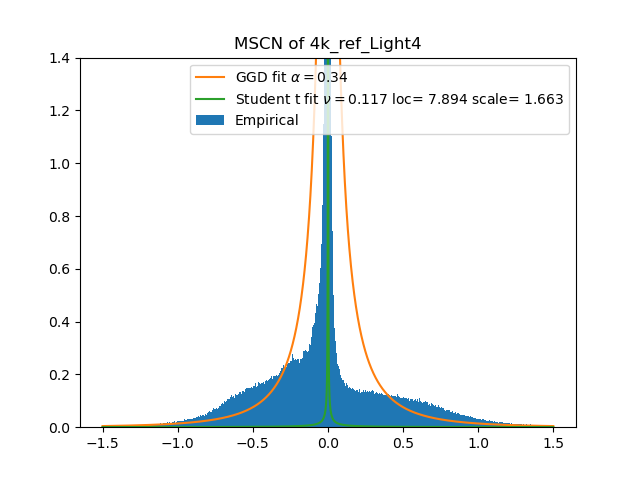 MSCN of 4k_ref_Light4
GGD fit α = 0.34
Student t fit ν = 0.117 loc= 7.894 scale= 1.663
Empirical
1.4
1.2
1.0
0.8
0.6
0.4
0.2
0.0
−1.5 −1.0 −0.5 0.0 0.5 1.0 1.5